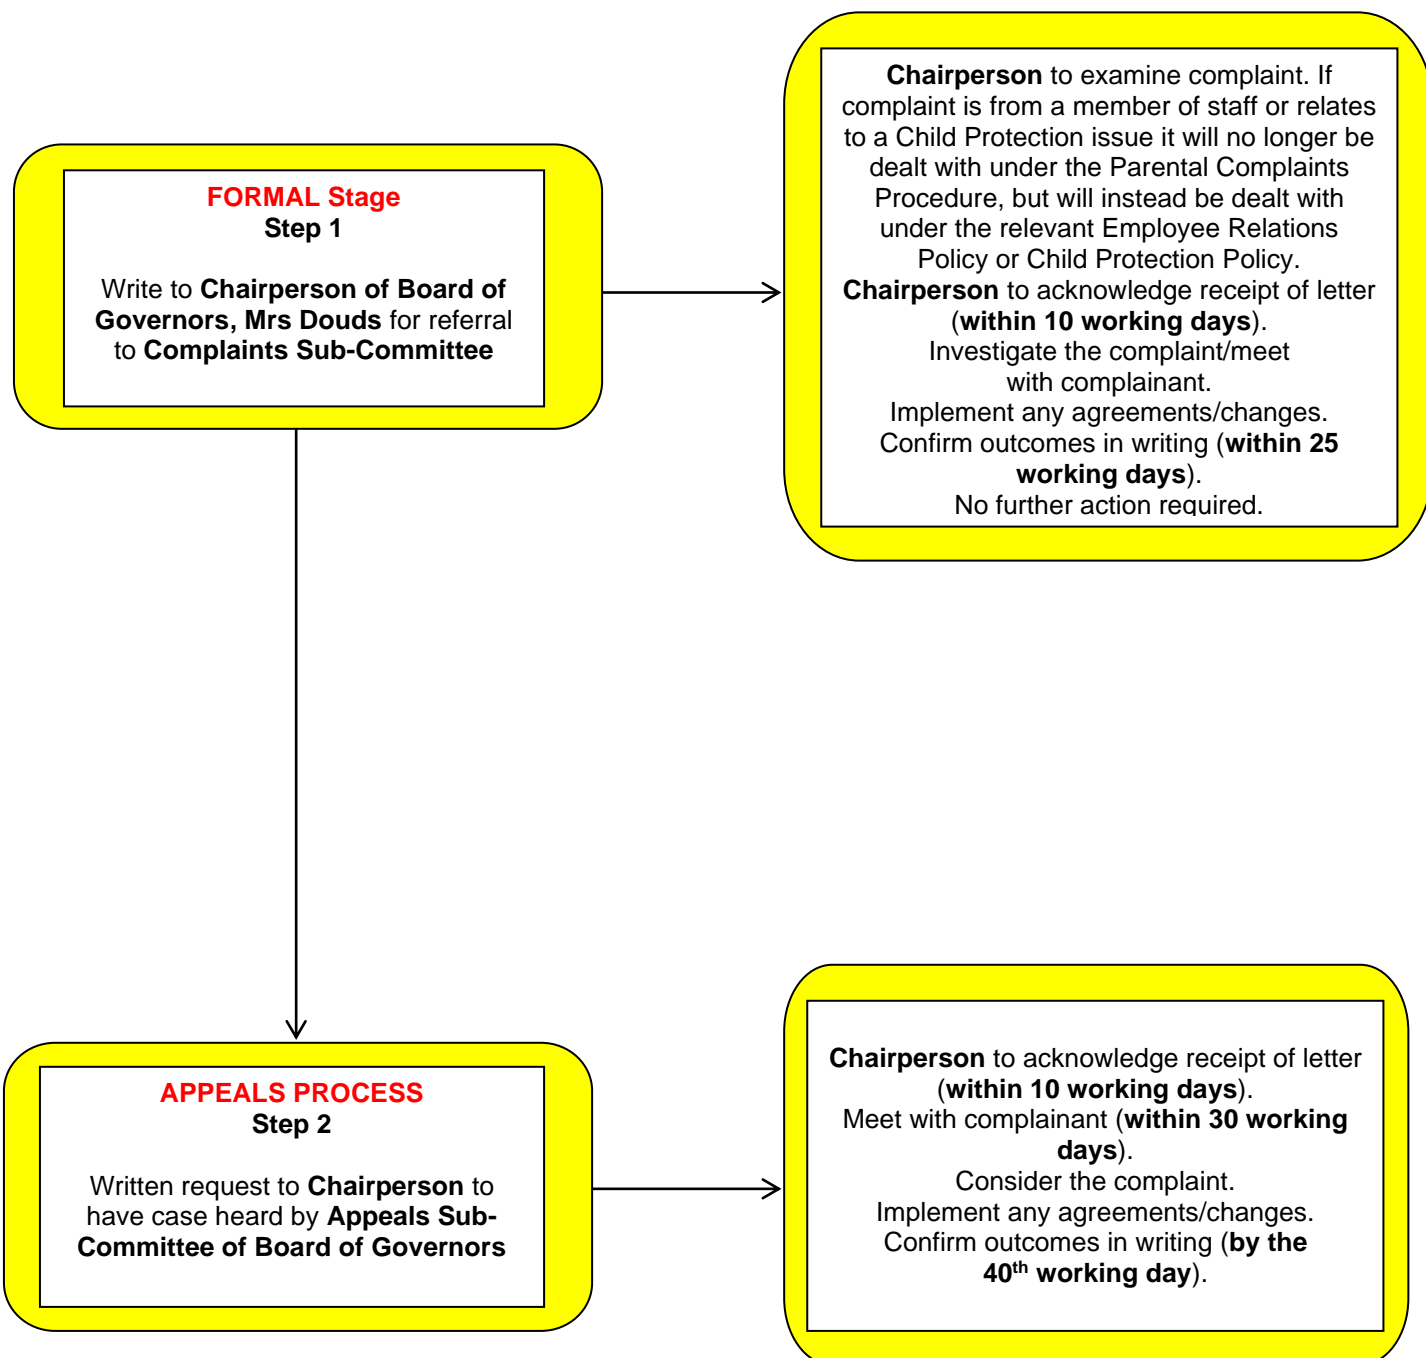 FORMAL Stage
Step 1
Write to Chairperson of Board of
Governors, Mrs Douds for referral
to Complaints Sub-Committee
Chairperson to examine complaint. If
complaint is from a member of staff or relates
to a Child Protection issue it will no longer be
dealt with under the Parental Complaints
Procedure, but will instead be dealt with
under the relevant Employee Relations
Policy or Child Protection Policy.
Chairperson to acknowledge receipt of letter
(within 10 working days).
Investigate the complaint/meet
with complainant.
Implement any agreements/changes.
Confirm outcomes in writing (within 25
working days).
No further action required.
APPEALS PROCESS
Step 2
Written request to Chairperson to
have case heard by Appeals Sub-
Committee of Board of Governors
Chairperson to acknowledge receipt of letter
(within 10 working days).
Meet with complainant (within 30 working
days).
Consider the complaint.
Implement any agreements/changes.
Confirm outcomes in writing (by the
40th working day).